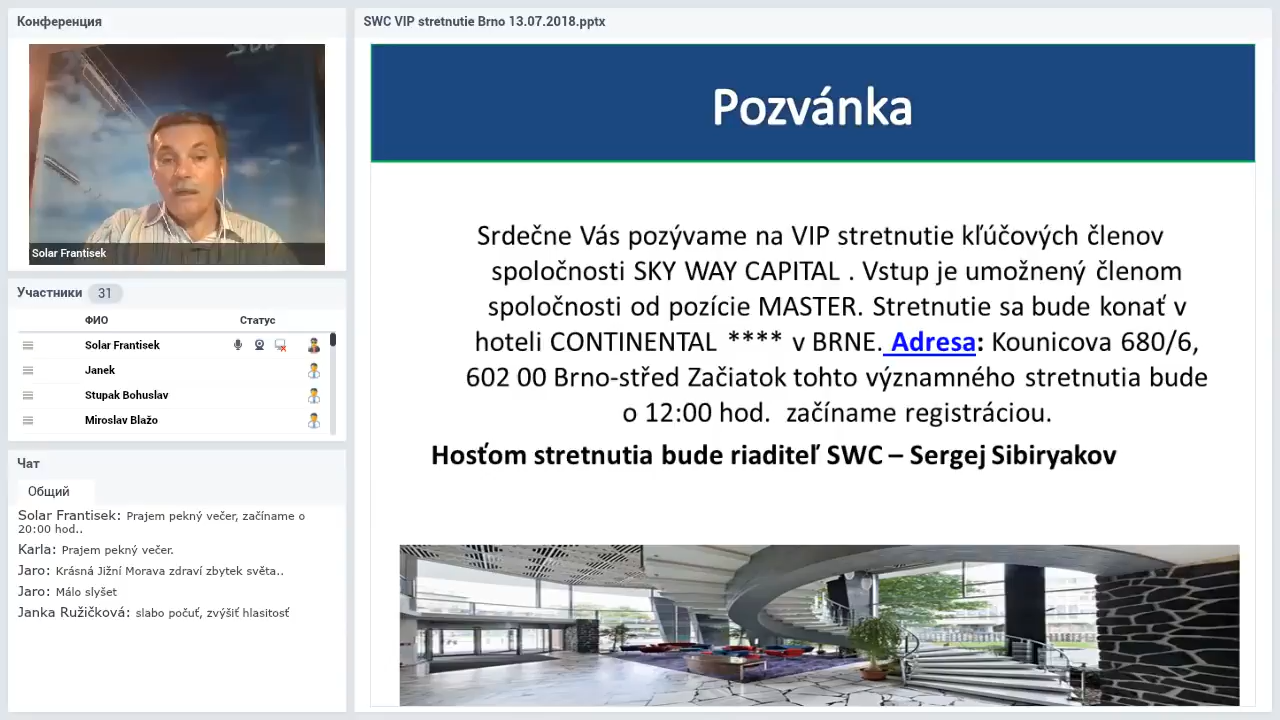 Конференция
Solar Frantisek
Участники 31
ФИО Статус
Solar Frantisek
Janek
Stupak Bohuslav
Miroslav Blažo
Чат
Общий
Solar Frantisek: Prajem pekný večer, začíname o
20:00 hod..
Karla: Prajem pekný večer.
Jaro: Krásná Jižní Morava zdraví zbytek světa..
Jaro: Málo slyšet
Janka Ružičková: slabo počuť, zvýšiť hlasitosť
SWC VIP stretnutie Brno 13.07.2018.pptx
Pozvánka
Srdečne Vás pozývame na VIP stretnutie kľúčových členov
spoločnosti SKY WAY CAPITAL . Vstup je umožnený členom
spoločnosti od pozície MASTER. Stretnutie sa bude konať v
hoteli CONTINENTAL **** v BRNE. Adresa: Kounicova 680/6,
602 00 Brno-střed Začiatok tohto významného stretnutia bude
o 12:00 hod. začíname registráciou.
Hosťom stretnutia bude riaditeľ SWC – Sergej Sibiryakov